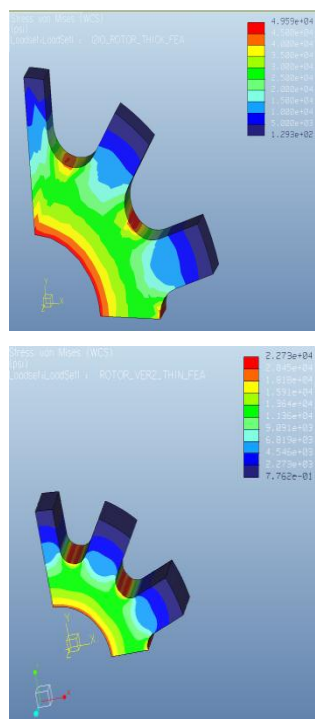 Stress von Mises (WCS)
(psi)
Loadset:LoadSet1 : GXO_ROTOR_THICK_FEA
4.959e+04
4.500e+04
4.000e+04
3.500e+04
3.000e+04
2.500e+04
2.000e+04
1.500e+04
1.000e+04
5.000e+03
1.293e+02
Y
X
Z
Stress von Mises (WCS)
(psi)
Loadset:LoadSet1 : ROTOR_VER2_THIN_FEA
2.273e+04
2.045e+04
1.818e+04
1.591e+04
1.364e+04
1.136e+04
9.091e+03
6.819e+03
4.546e+03
2.273e+03
7.762e-01
Y
X
Z